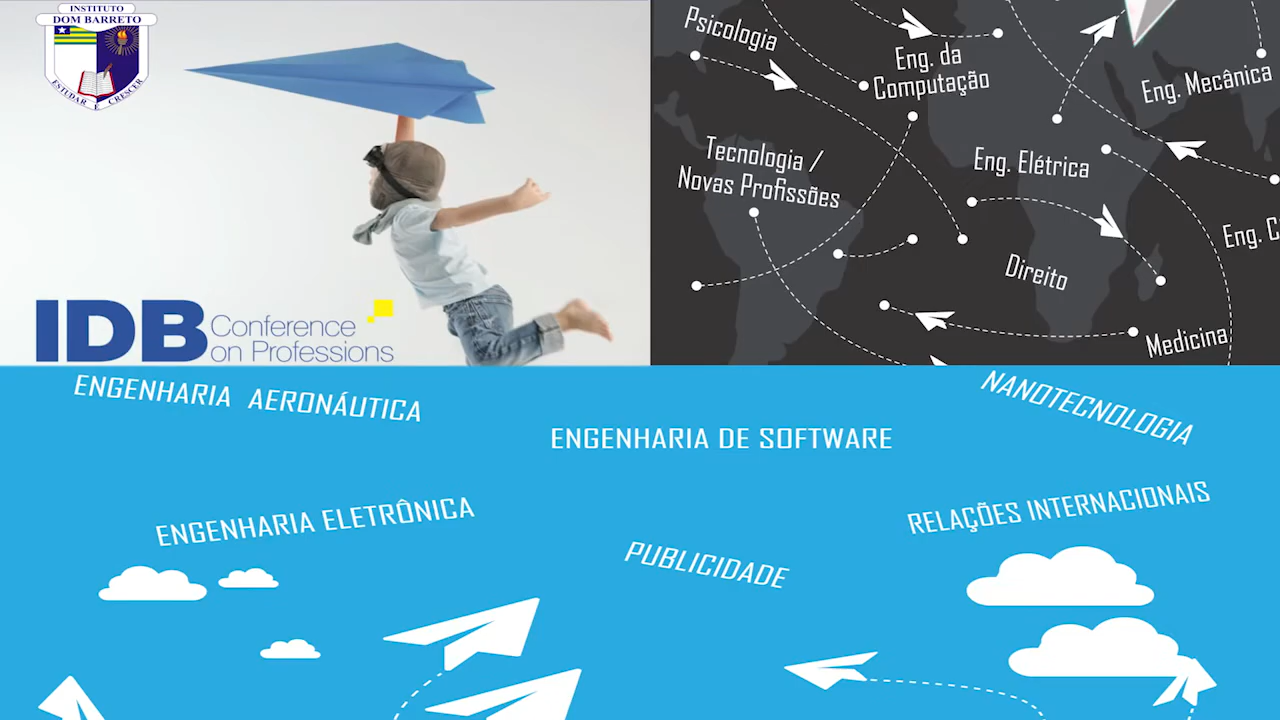 INSTITUTO
DOM BARRETO
ESTUDAR E CRESCER
IDB Conference
on Professions
Psicologia
Eng. da
Computação
Eng. Mecânica
Tecnologia /
Novas Profissões
Eng. Elétrica
Eng. C
Direito
Medicina
ENGENHARIA AERONÁUTICA
NANOTECNOLOGIA
ENGENHARIA DE SOFTWARE
ENGENHARIA ELETRÔNICA
RELAÇÕES INTERNACIONAIS
PUBLICIDADE